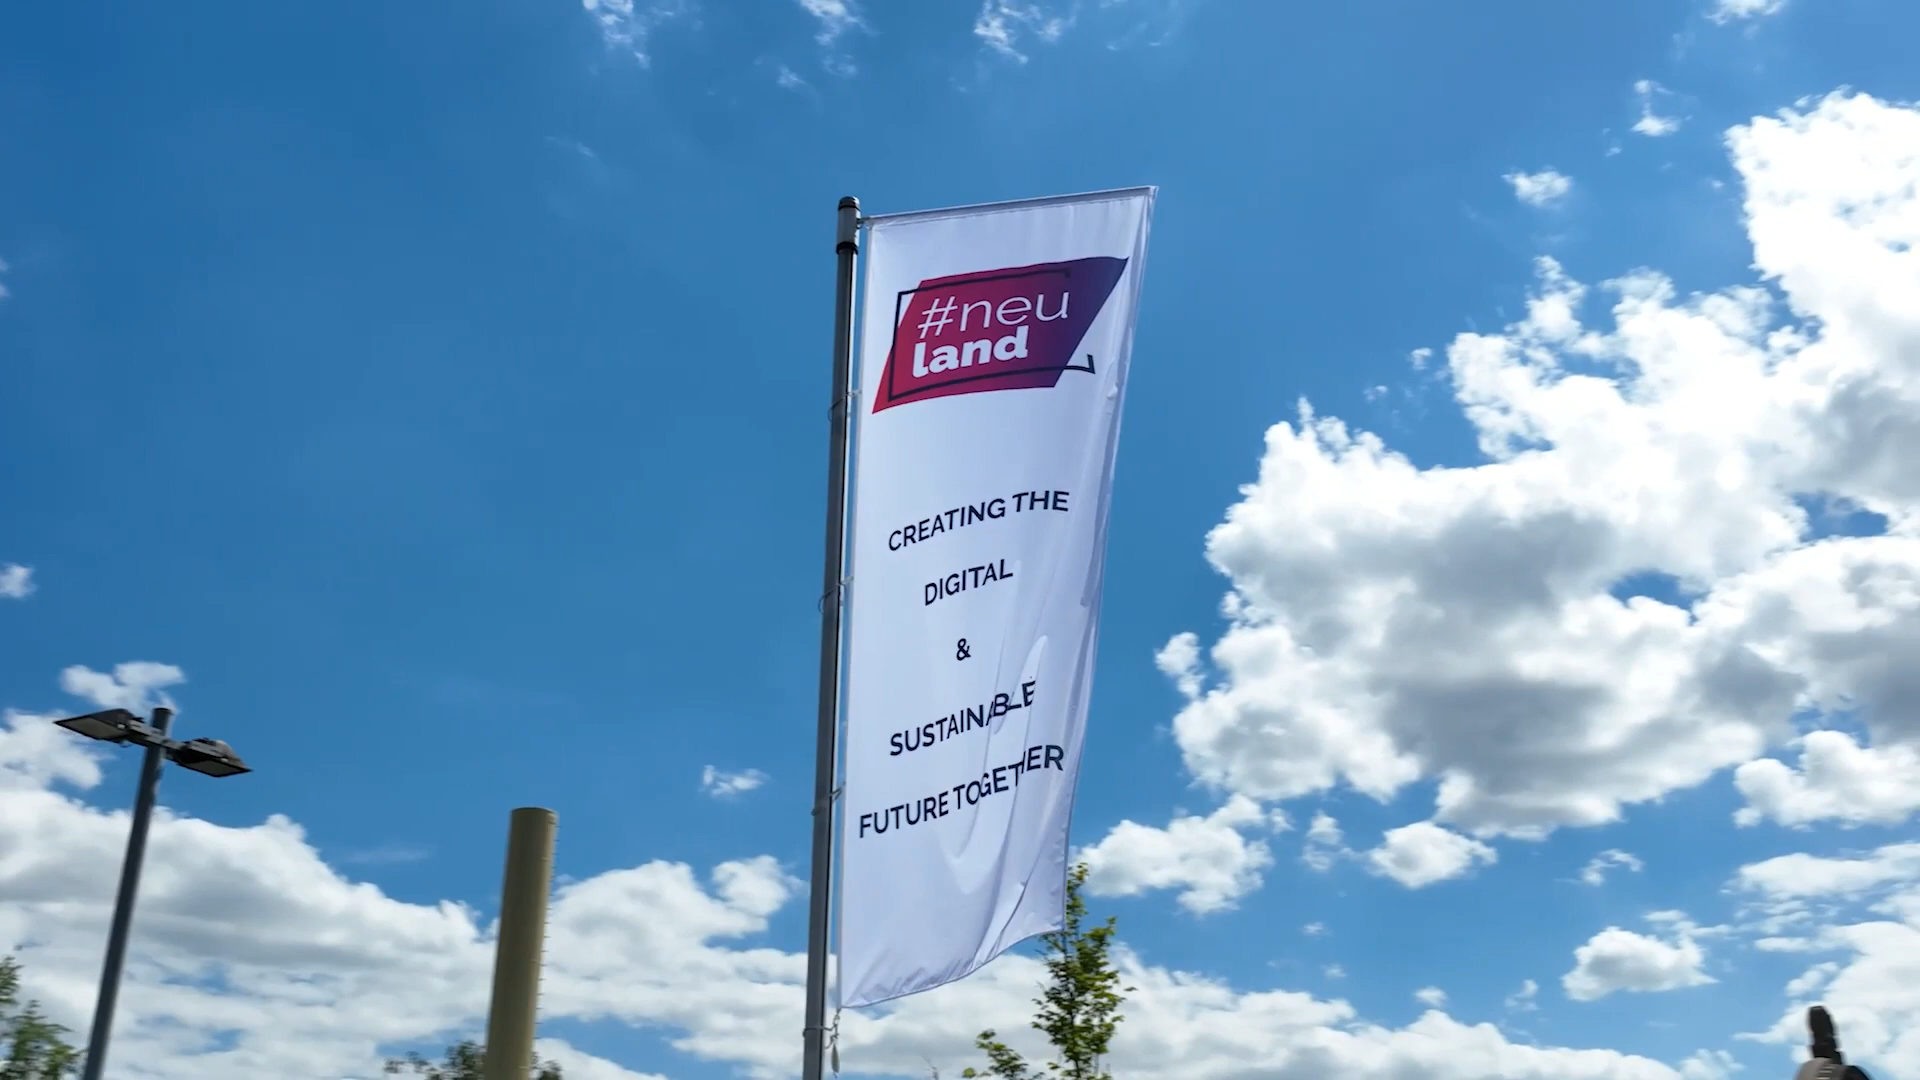 #neu
land
CREATING THE
DIGITAL
&
SUSTAINABLE
FUTURE TOGETHER